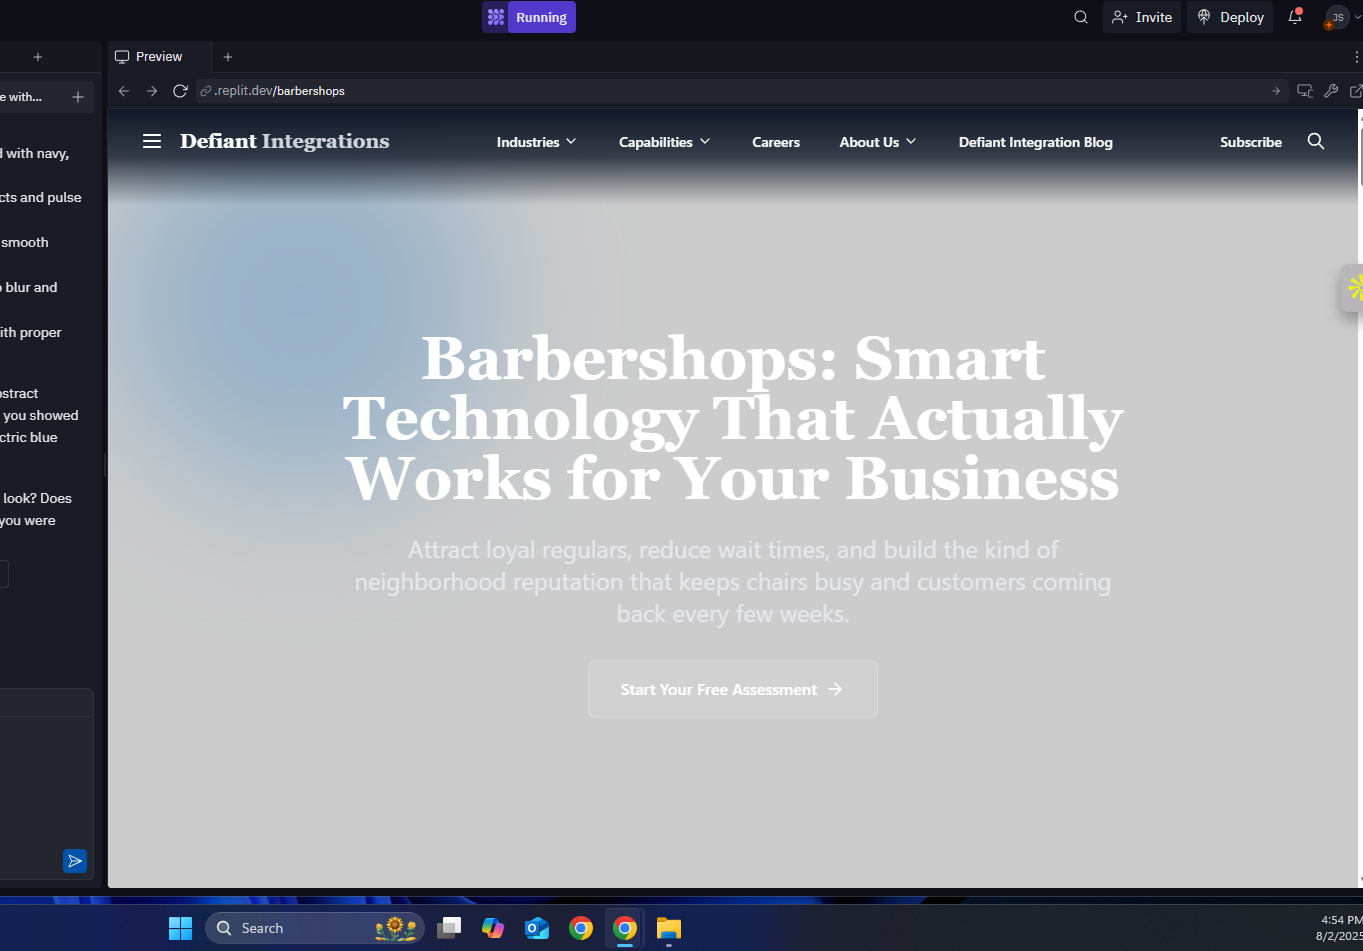 Running
Invite
Deploy
JS
Preview
e with...
.replit.dev/barbershops
d with navy,
cts and pulse
smooth
blur and
ith proper
stract
you showed
ctric blue
look? Does
you were
Defiant Integrations
Industries
Capabilities
Careers
About Us
Defiant Integration Blog
Subscribe
Barbershops: Smart
Technology That Actually
Works for Your Business
Attract loyal regulars, reduce wait times, and build the kind of
neighborhood reputation that keeps chairs busy and customers coming
back every few weeks.
Start Your Free Assessment
Search
4:54 PM
8/2/2025